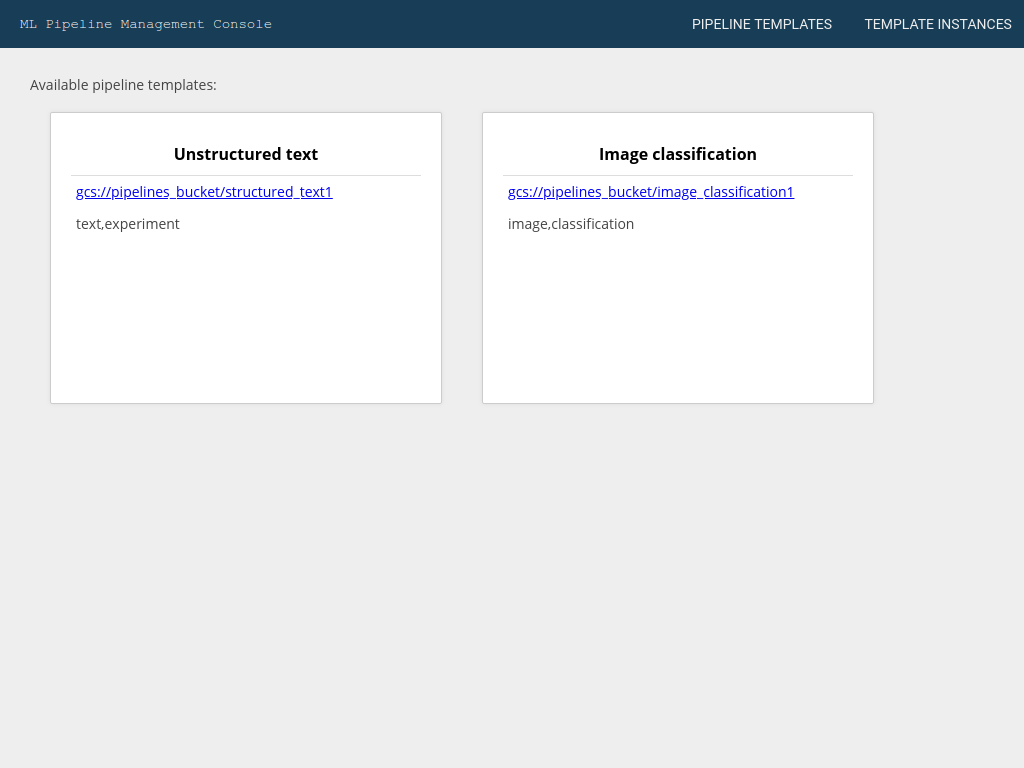 ML Pipeline Management Console
PIPELINE TEMPLATES
TEMPLATE INSTANCES
Available pipeline templates:
Unstructured text
gcs://pipelines_bucket/structured_text1
text,experiment
Image classification
gcs://pipelines_bucket/image_classification1
image,classification